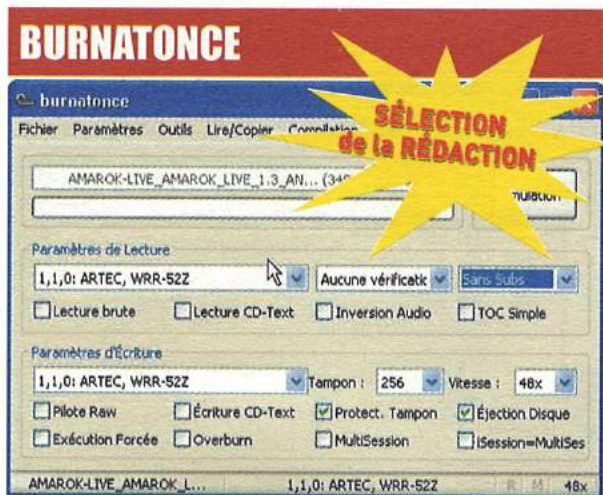 BURNATONCE
burnatonce
SÉLECTION
de la RÉDACTION
Fichier Paramètres Outils Lire/Copier Compilation
AMAROK-LIVE_AMAROK_LIVE_1.3_AN... (34
Paramètres de Lecture
1,1,0: ARTEC, WRR-52Z Aucune vérificatic Sans Subs
Lecture brute Lecture CD-Text Inversion Audio TOC Simple
Paramètres d'Écriture
1,1,0: ARTEC, WRR-52Z Tampon : 256 Vitesse : 48x
Pilote Raw Écriture CD-Text Protect. Tampon Éjection Disque
Exécution Forcée Overburn MultiSession iSession=MultiSes
AMAROK-LIVE_AMAROK_L... 1,1,0: ARTEC, WRR-52Z R M 48x